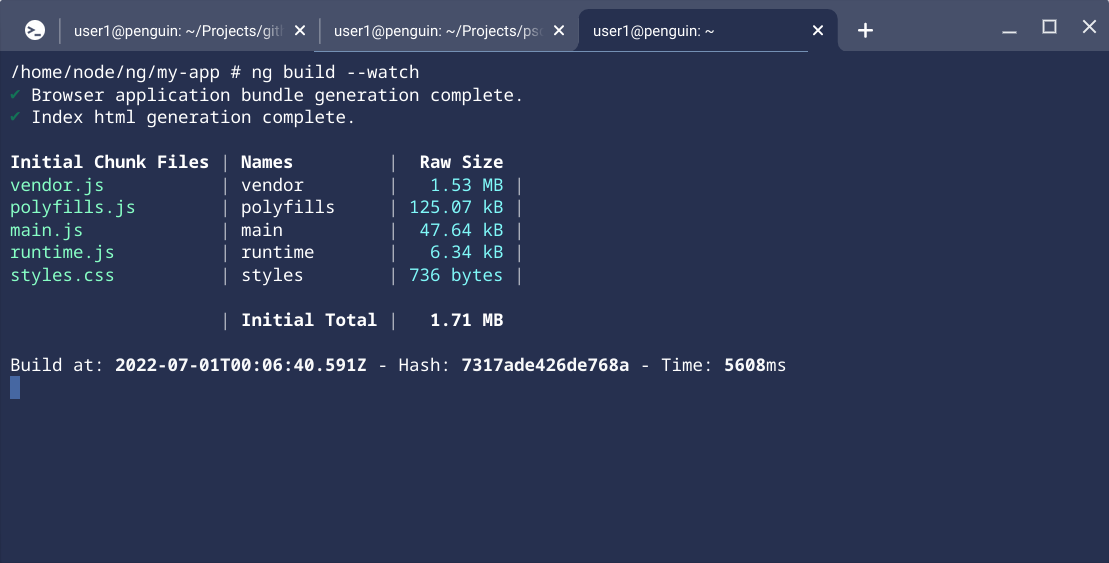 user1@penguin: ~/Projects/git
user1@penguin: ~/Projects/ps
user1@penguin: ~
/home/node/ng/my-app # ng build --watch
✔ Browser application bundle generation complete.
✔ Index html generation complete.
Initial Chunk Files | Names         |  Raw Size
vendor.js           | vendor        |   1.53 MB |
polyfills.js        | polyfills     | 125.07 kB |
main.js             | main          |  47.64 kB |
runtime.js          | runtime       |   6.34 kB |
styles.css          | styles        | 736 bytes |
                    | Initial Total |   1.71 MB
Build at: 2022-07-01T00:06:40.591Z - Hash: 7317ade426de768a - Time: 5608ms